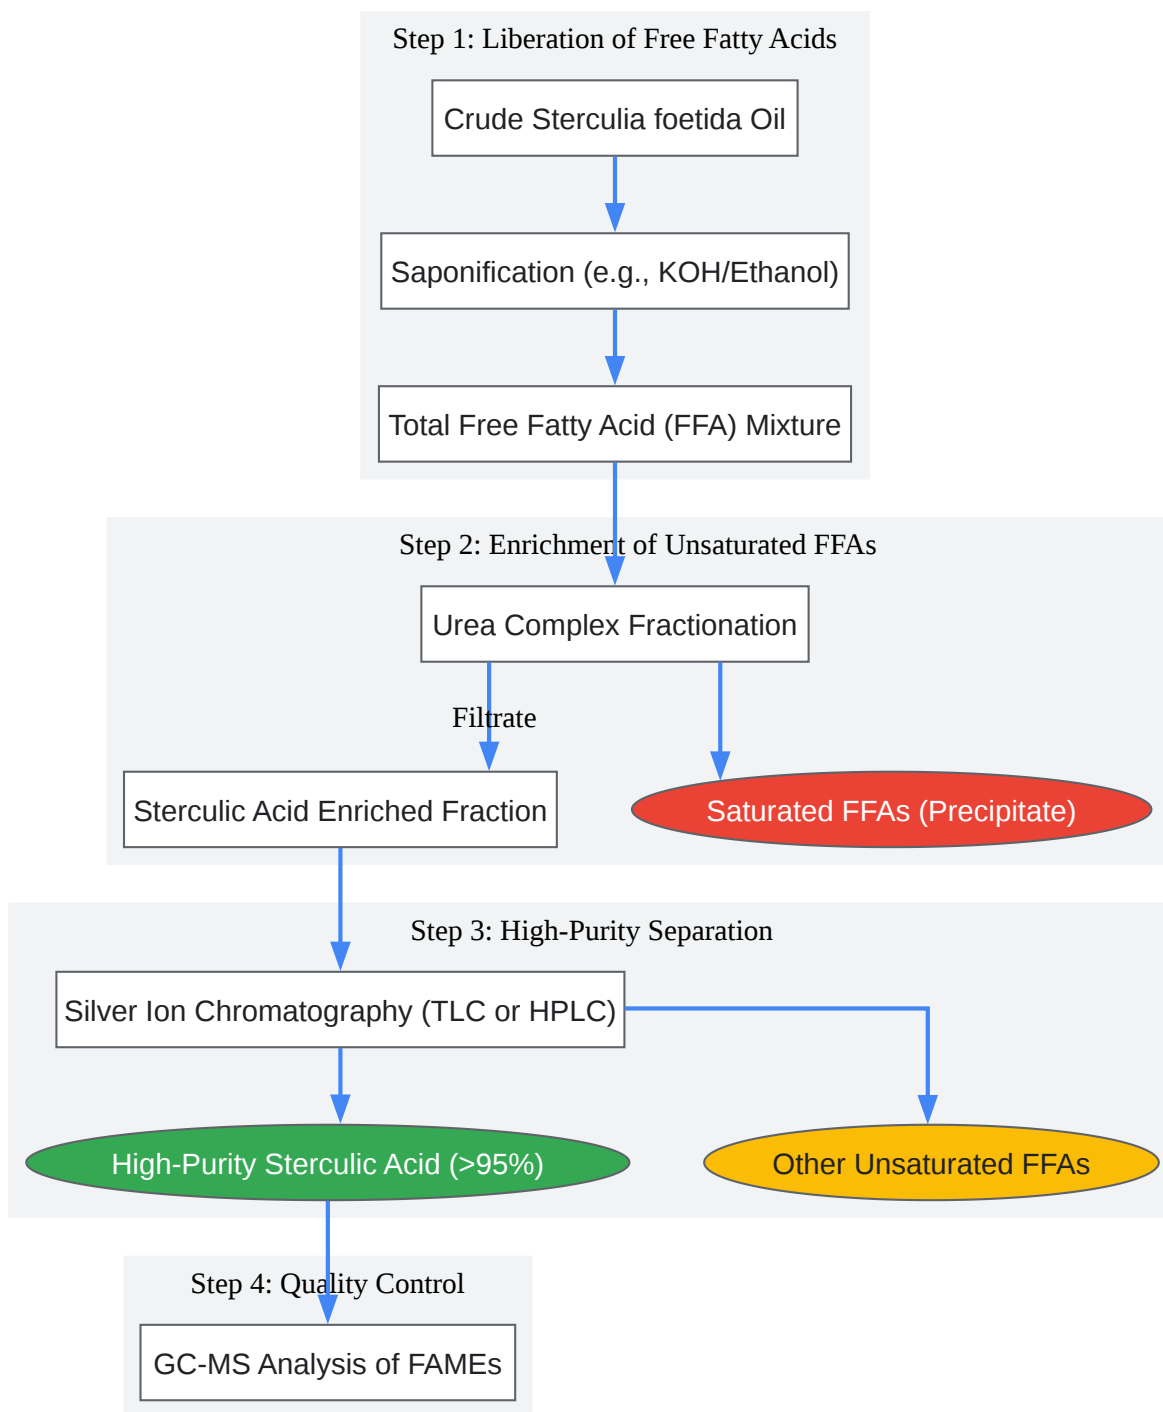 Step 1: Liberation of Free Fatty Acids
Crude Sterculia foetida Oil
Saponification (e.g., KOH/Ethanol)
Total Free Fatty Acid (FFA) Mixture
Step 2: Enrichment of Unsaturated FFAs
Urea Complex Fractionation
Filtrate
Sterculic Acid Enriched Fraction
Saturated FFAs (Precipitate)
Step 3: High-Purity Separation
Silver Ion Chromatography (TLC or HPLC)
High-Purity Sterculic Acid (>95%)
Other Unsaturated FFAs
Step 4: Quality Control
GC-MS Analysis of FAMEs